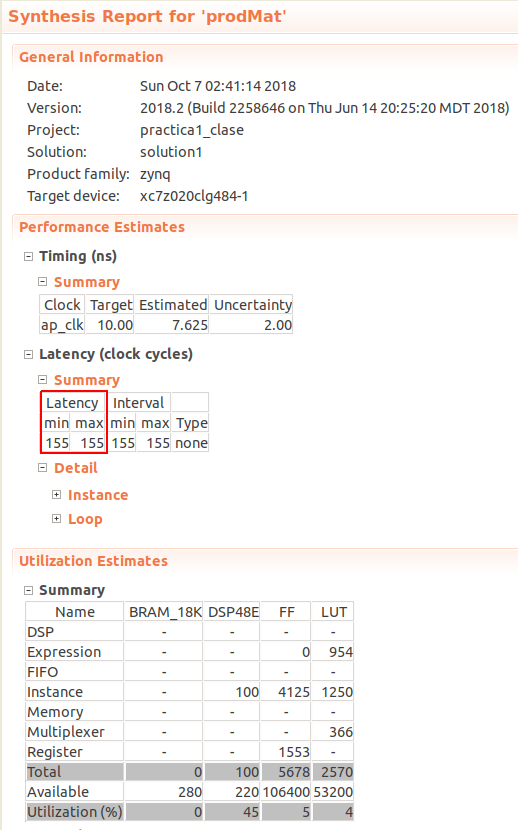 Synthesis Report for 'prodMat'
General Information
Date: Sun Oct 7 02:41:14 2018
Version: 2018.2 (Build 2258646 on Thu Jun 14 20:25:20 MDT 2018)
Project: practica1_clase
Solution: solution1
Product family: zynq
Target device: xc7z020clg484-1
Performance Estimates
Timing (ns)
Summary
Clock Target Estimated Uncertainty
ap_clk 10.00 7.625 2.00
Latency (clock cycles)
Summary
Latency Interval
min max min max Type
155 155 155 155 none
Detail
Instance
Loop
Utilization Estimates
Summary
Name BRAM_18K DSP48E FF LUT
DSP - - - -
Expression - - 0 954
FIFO - - - -
Instance - 100 4125 1250
Memory - - - -
Multiplexer - - - 366
Register - - 1553 -
Total 0 100 5678 2570
Available 280 220 106400 53200
Utilization (%) 0 45 5 4